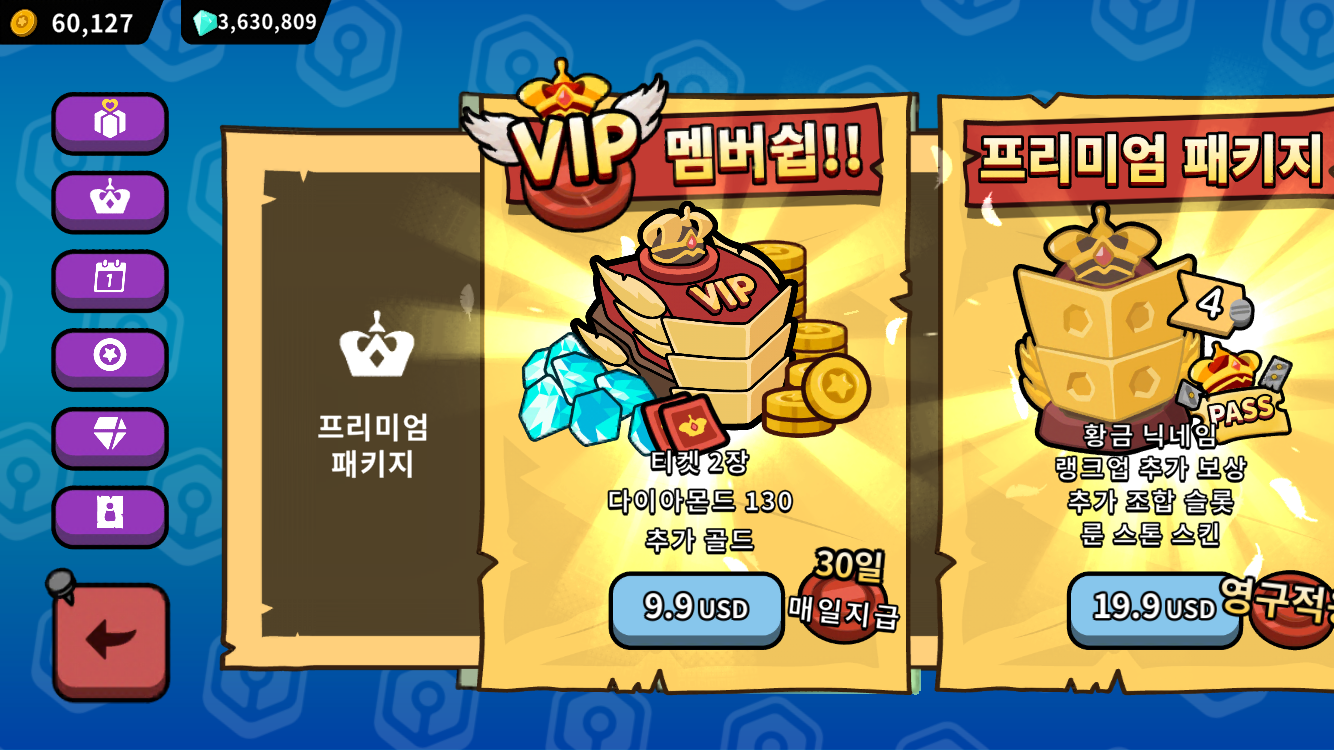 60,127
3,630,809
1
프리미엄
패키지
VIP 멤버쉽!!
VIP
티켓 2장
다이아몬드 130
추가 골드
9.9 USD
30일
매일지급
프리미엄 패키지
4
PASS
황금 닉네임
랭크업 추가 보상
추가 조합 슬롯
룬 스톤 스킨
19.9 USD
영구적